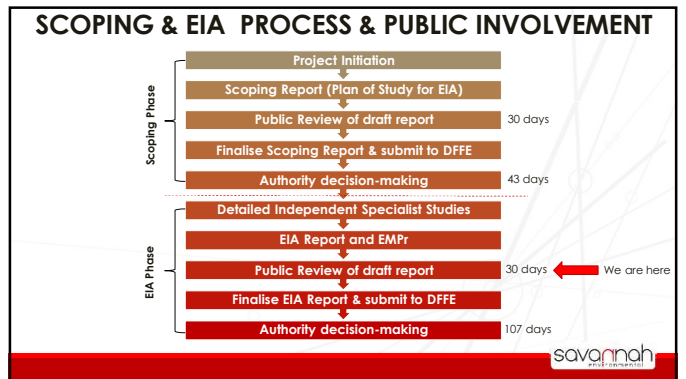 SCOPING & EIA PROCESS & PUBLIC INVOLVEMENT
Scoping Phase
Project Initiation
Scoping Report (Plan of Study for EIA)
Public Review of draft report 30 days
Finalise Scoping Report & submit to DFFE
Authority decision-making 43 days
EIA Phase
Detailed Independent Specialist Studies
EIA Report and EMPr
Public Review of draft report 30 days We are here
Finalise EIA Report & submit to DFFE
Authority decision-making 107 days
savannah
environmental